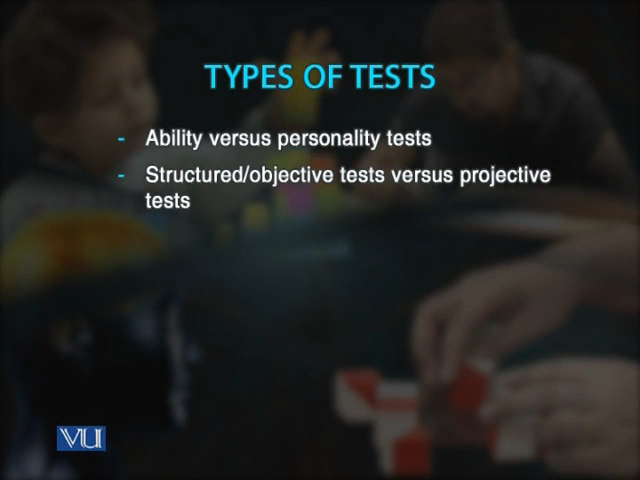 TYPES OF TESTS
- Ability versus personality tests
- Structured/objective tests versus projective
tests
VU